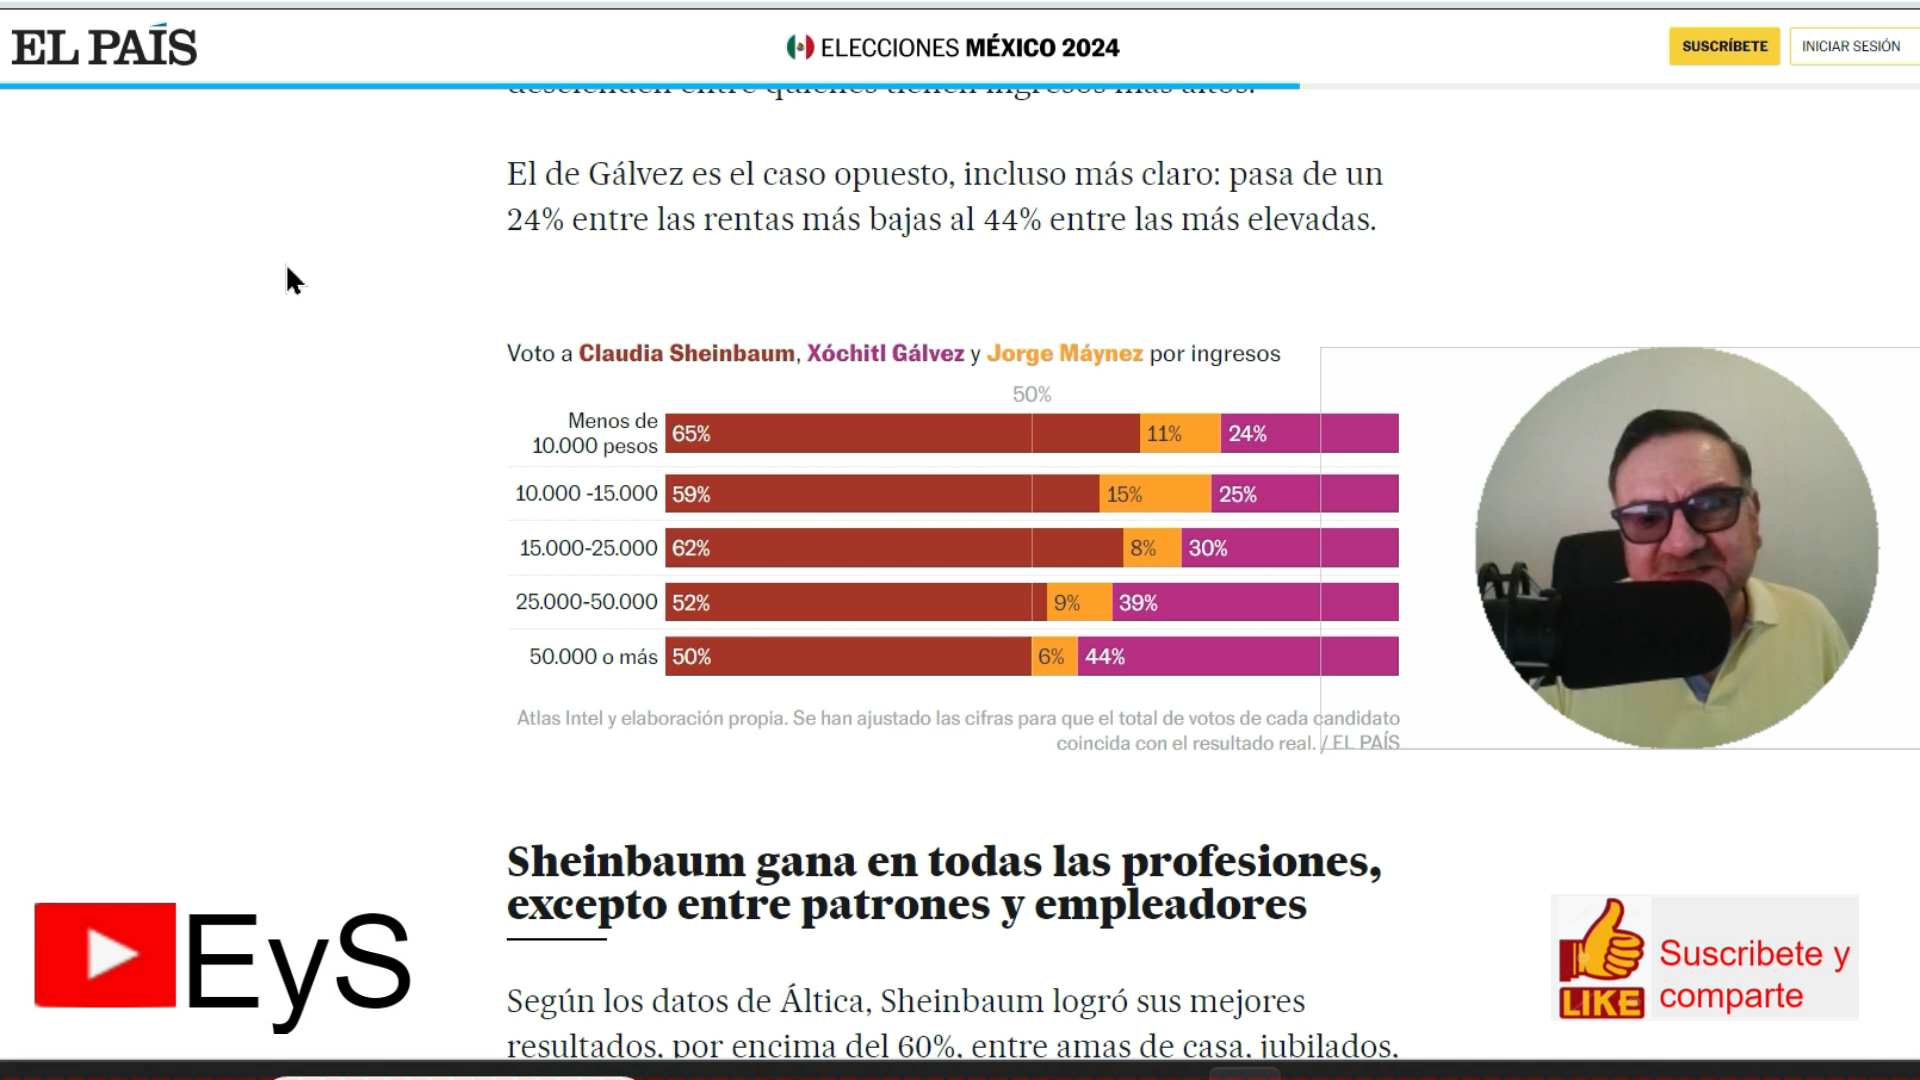 EL PAÍS
ELECCIONES MÉXICO 2024
SUSCRÍBETE
INICIAR SESIÓN
descienden entre quienes tienen ingresos más altos.
El de Gálvez es el caso opuesto, incluso más claro: pasa de un
24% entre las rentas más bajas al 44% entre las más elevadas.
Voto a Claudia Sheinbaum, Xóchitl Gálvez y Jorge Máynez por ingresos
50%
Menos de
10.000 pesos
65%
11%
24%
10.000 -15.000
59%
15%
25%
15.000-25.000
62%
8%
30%
25.000-50.000
52%
9%
39%
50.000 o más
50%
6%
44%
Atlas Intel y elaboración propia. Se han ajustado las cifras para que el total de votos de cada candidato
coincida con el resultado real. / EL PAÍS
Sheinbaum gana en todas las profesiones,
excepto entre patrones y empleadores
Según los datos de Áltica, Sheinbaum logró sus mejores
resultados, por encima del 60%, entre amas de casa, jubilados,
EyS
LIKE
Suscribete y
comparte